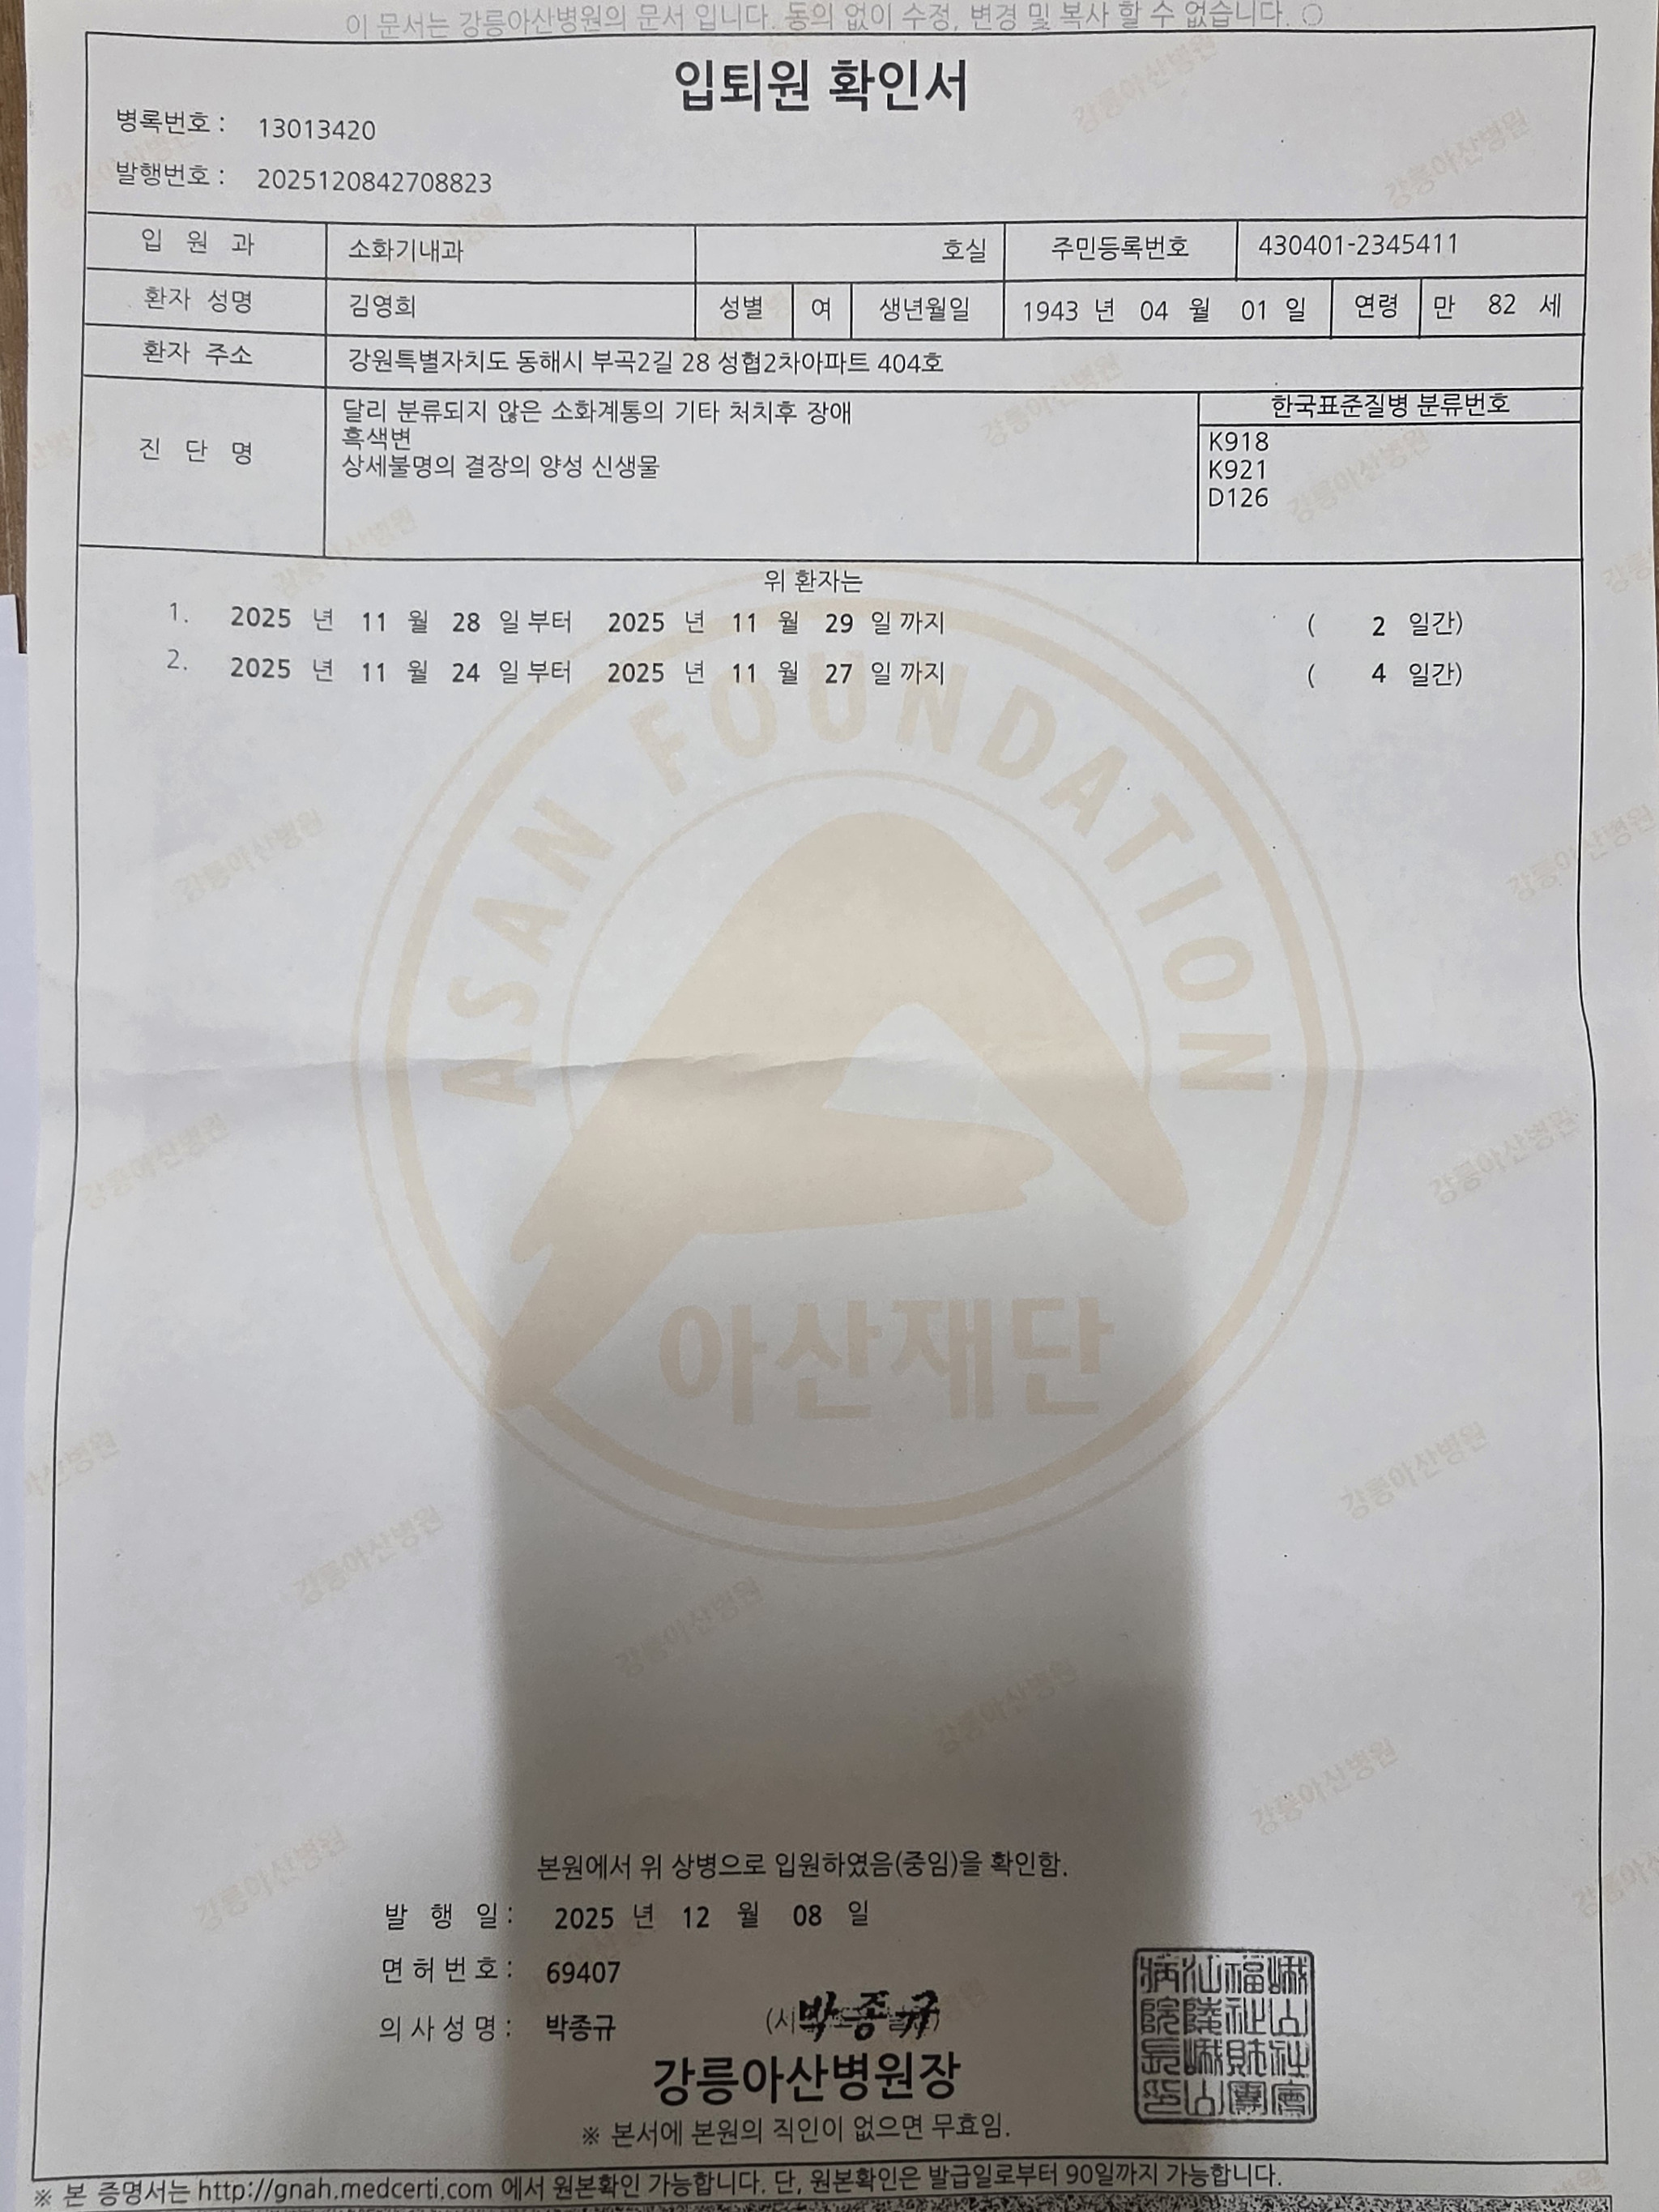 이 문서는 강릉아산병원의 문서 입니다. 동의 없이 수정, 변경 및 복사 할 수 없습니다.
입퇴원 확인서
병록번호 : 13013420
발행번호 : 2025120842708823
입 원 과 소화기내과 호실 주민등록번호 430401-2345411
환자 성명 김영희 성별 여 생년월일 1943 년 04 월 01 일 연령 만 82 세
환자 주소 강원특별자치도 동해시 부곡2길 28 성협2차아파트 404호
진 단 명
달리 분류되지 않은 소화계통의 기타 처치후 장애
흑색변
상세불명의 결장의 양성 신생물
한국표준질병 분류번호
K918
K921
D126
위 환자는
1. 2025 년 11 월 28 일 부터 2025 년 11 월 29 일 까지 ( 2 일간)
2. 2025 년 11 월 24 일 부터 2025 년 11 월 27 일 까지 ( 4 일간)
ASAN FOUNDATION
아산재단
본원에서 위 상병으로 입원하였음(중임)을 확인함.
발 행 일 : 2025 년 12 월 08 일
면 허 번 호 : 69407
의 사 성 명 : 박종규 박종규
강릉아산병원장
※ 본서에 본원의 직인이 없으면 무효임.
※ 본 증명서는 http://gnah.medcerti.com 에서 원본확인 가능합니다. 단, 원본확인은 발급일로부터 90일까지 가능합니다.